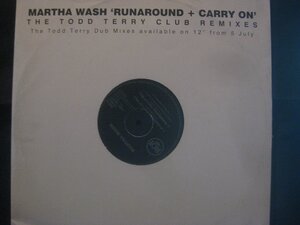 MARTHA WASH 'RUNAROUND + CARRY ON'
THE TODD TERRY CLUB REMIXES
The Todd Terry Dub Mixes available on 12" from 5 July